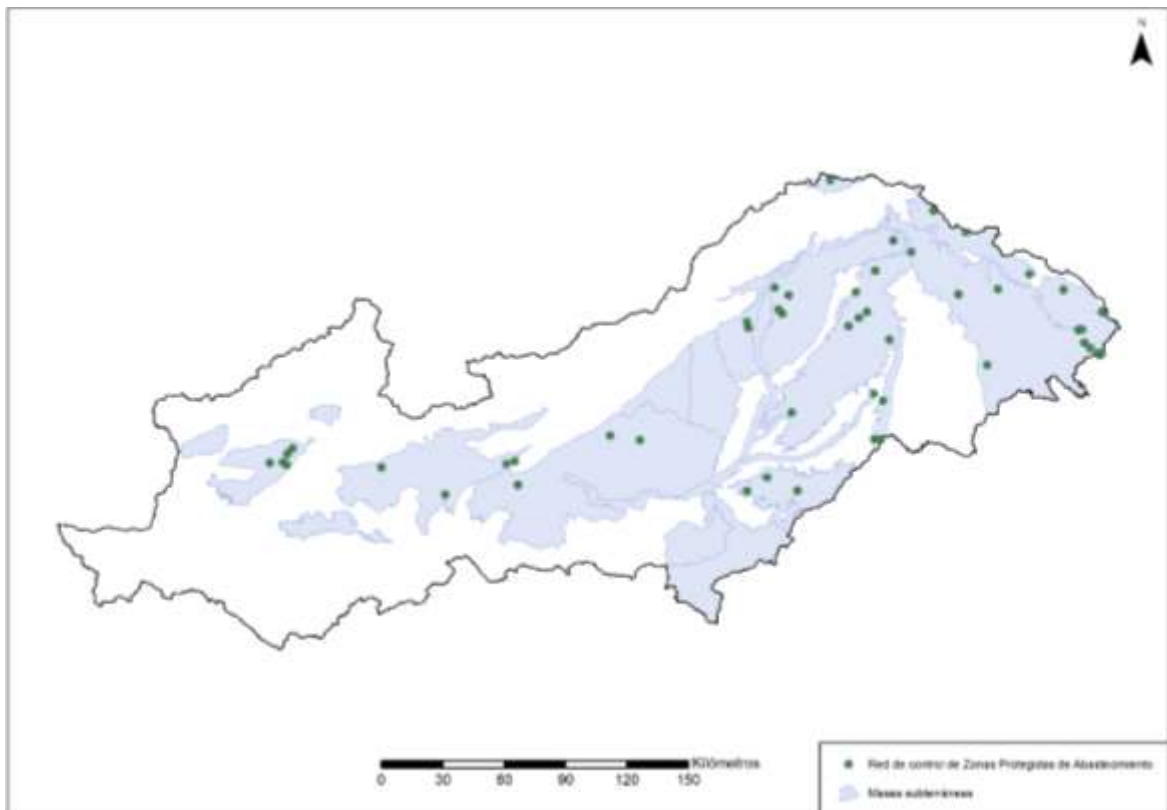 N
Kilómetros
0 30 60 90 120 150
Red de control de Zonas Protegidas de Abastecimiento
Masas subterráneas